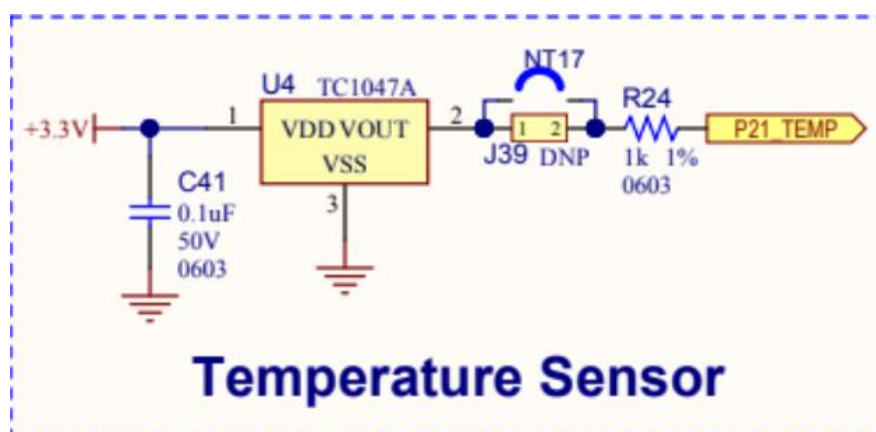 NT17
U4 TC1047A
R24
+3.3V
1
VDD VOUT
2
1 2
P21_TEMP
VSS
J39 DNP
1k 1%
C41
0603
0.1uF
3
50V
0603
Temperature Sensor